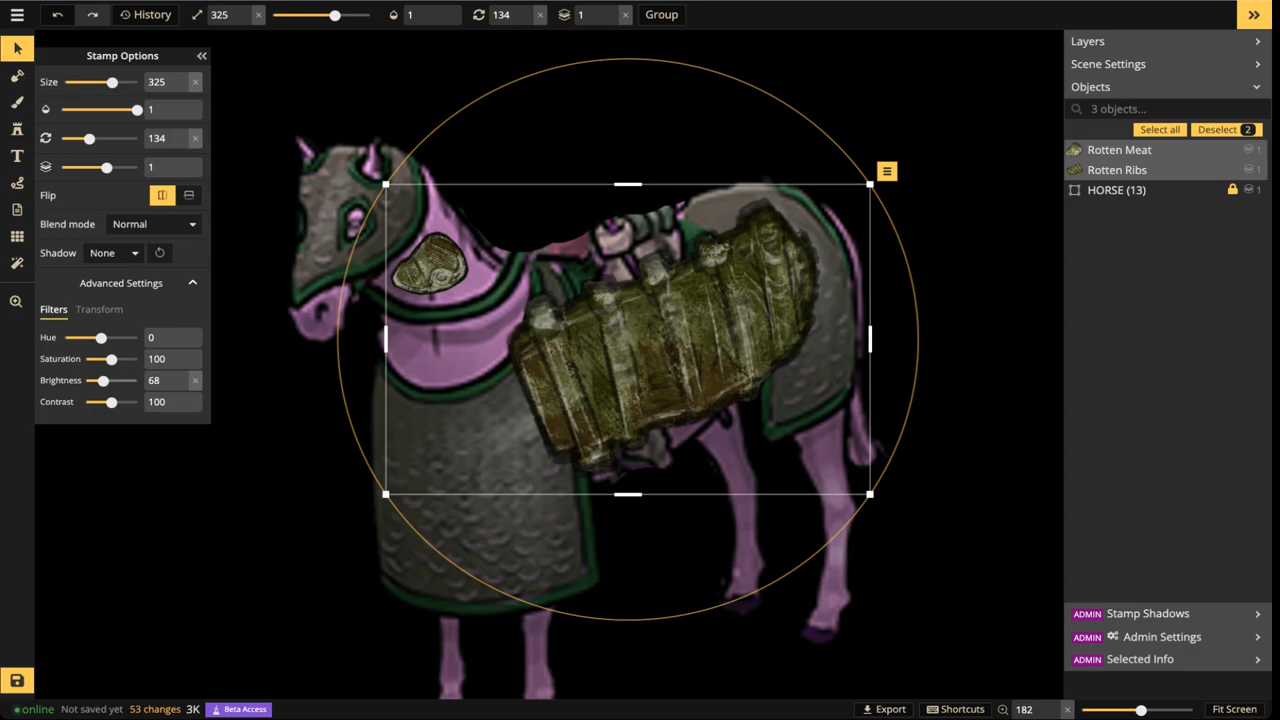 History 325 1 134 1 Group
Stamp Options
Size 325
1
134
1
Flip
Blend mode Normal
Shadow None
Advanced Settings
Filters Transform
Hue 0
Saturation 100
Brightness 68
Contrast 100
Layers
Scene Settings
Objects
3 objects...
Select all Deselect 2
Rotten Meat 1
Rotten Ribs 1
HORSE (13) 1
ADMIN Stamp Shadows
ADMIN Admin Settings
ADMIN Selected Info
online Not saved yet 53 changes 3K Beta Access Export Shortcuts 182 Fit Screen